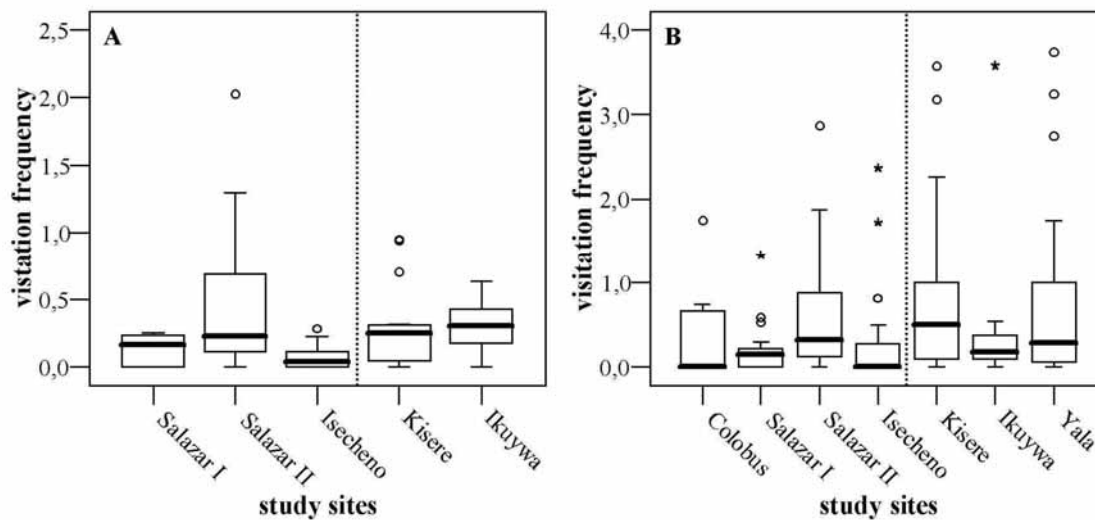 A
vistation frequency
2,5
2,0
1,5
1,0
0,5
0,0
Salazar I
Salazar II
Isecheno
Kisere
Ikuywa
study sites
B
visitation frequency
4,0
3,0
2,0
1,0
0,0
Colobus
Salazar I
Salazar II
Isecheno
Kisere
Ikuywa
Yala
study sites